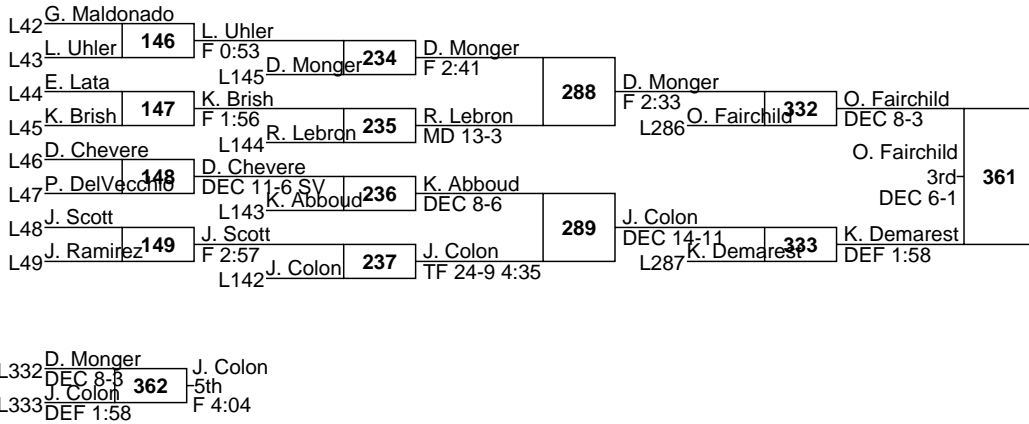 L42 G. Maldonado
146
L43 L. Uhler
L. Uhler
F 0:53
L145 D. Monger
234
D. Monger
F 2:41
L44 E. Lata
147
L45 K. Brish
K. Brish
F 1:56
L144 R. Lebron
235
R. Lebron
MD 13-3
288
D. Monger
F 2:33
L286 O. Fairchild
332
O. Fairchild
DEC 8-3
L46 D. Chevere
148
L47 P. DelVecchio
D. Chevere
DEC 11-6 SV
L143 K. Abboud
236
K. Abboud
DEC 8-6
L48 J. Scott
149
L49 J. Ramirez
J. Scott
F 2:57
L142 J. Colon
237
J. Colon
TF 24-9 4:35
289
J. Colon
DEC 14-11
L287 K. Demarest
333
K. Demarest
DEF 1:58
O. Fairchild
3rd
DEC 6-1
361
L332 D. Monger
DEC 8-3
362
L333 J. Colon
DEF 1:58
J. Colon
5th
F 4:04